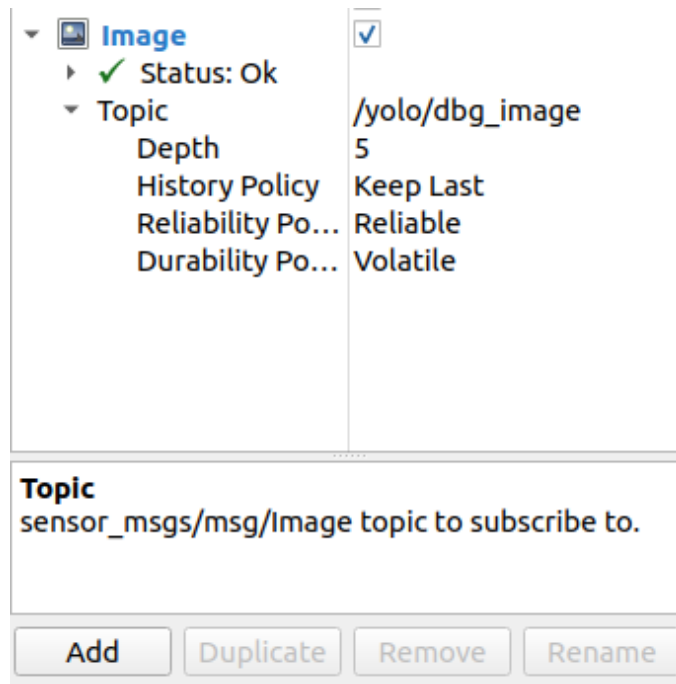 Image
Status: Ok
Topic /yolo/dbg_image
Depth 5
History Policy Keep Last
Reliability Po... Reliable
Durability Po... Volatile
Topic
sensor_msgs/msg/Image topic to subscribe to.
Add Duplicate Remove Rename